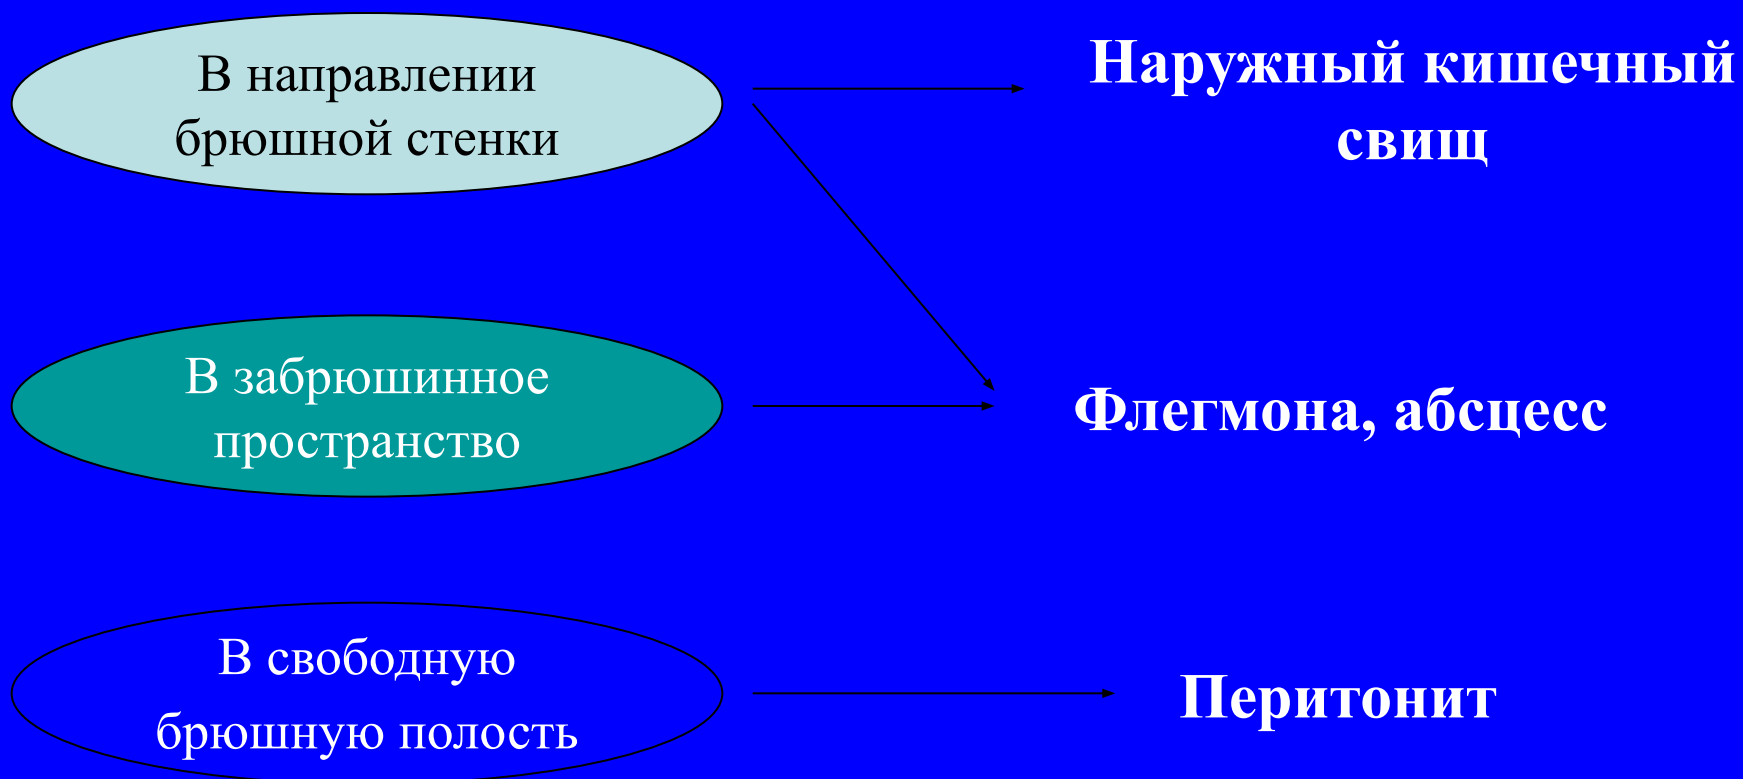 В направлении
брюшной стенки
Наружный кишечный
свищ
В забрюшинное
пространство
Флегмона, абсцесс
В свободную
брюшную полость
Перитонит